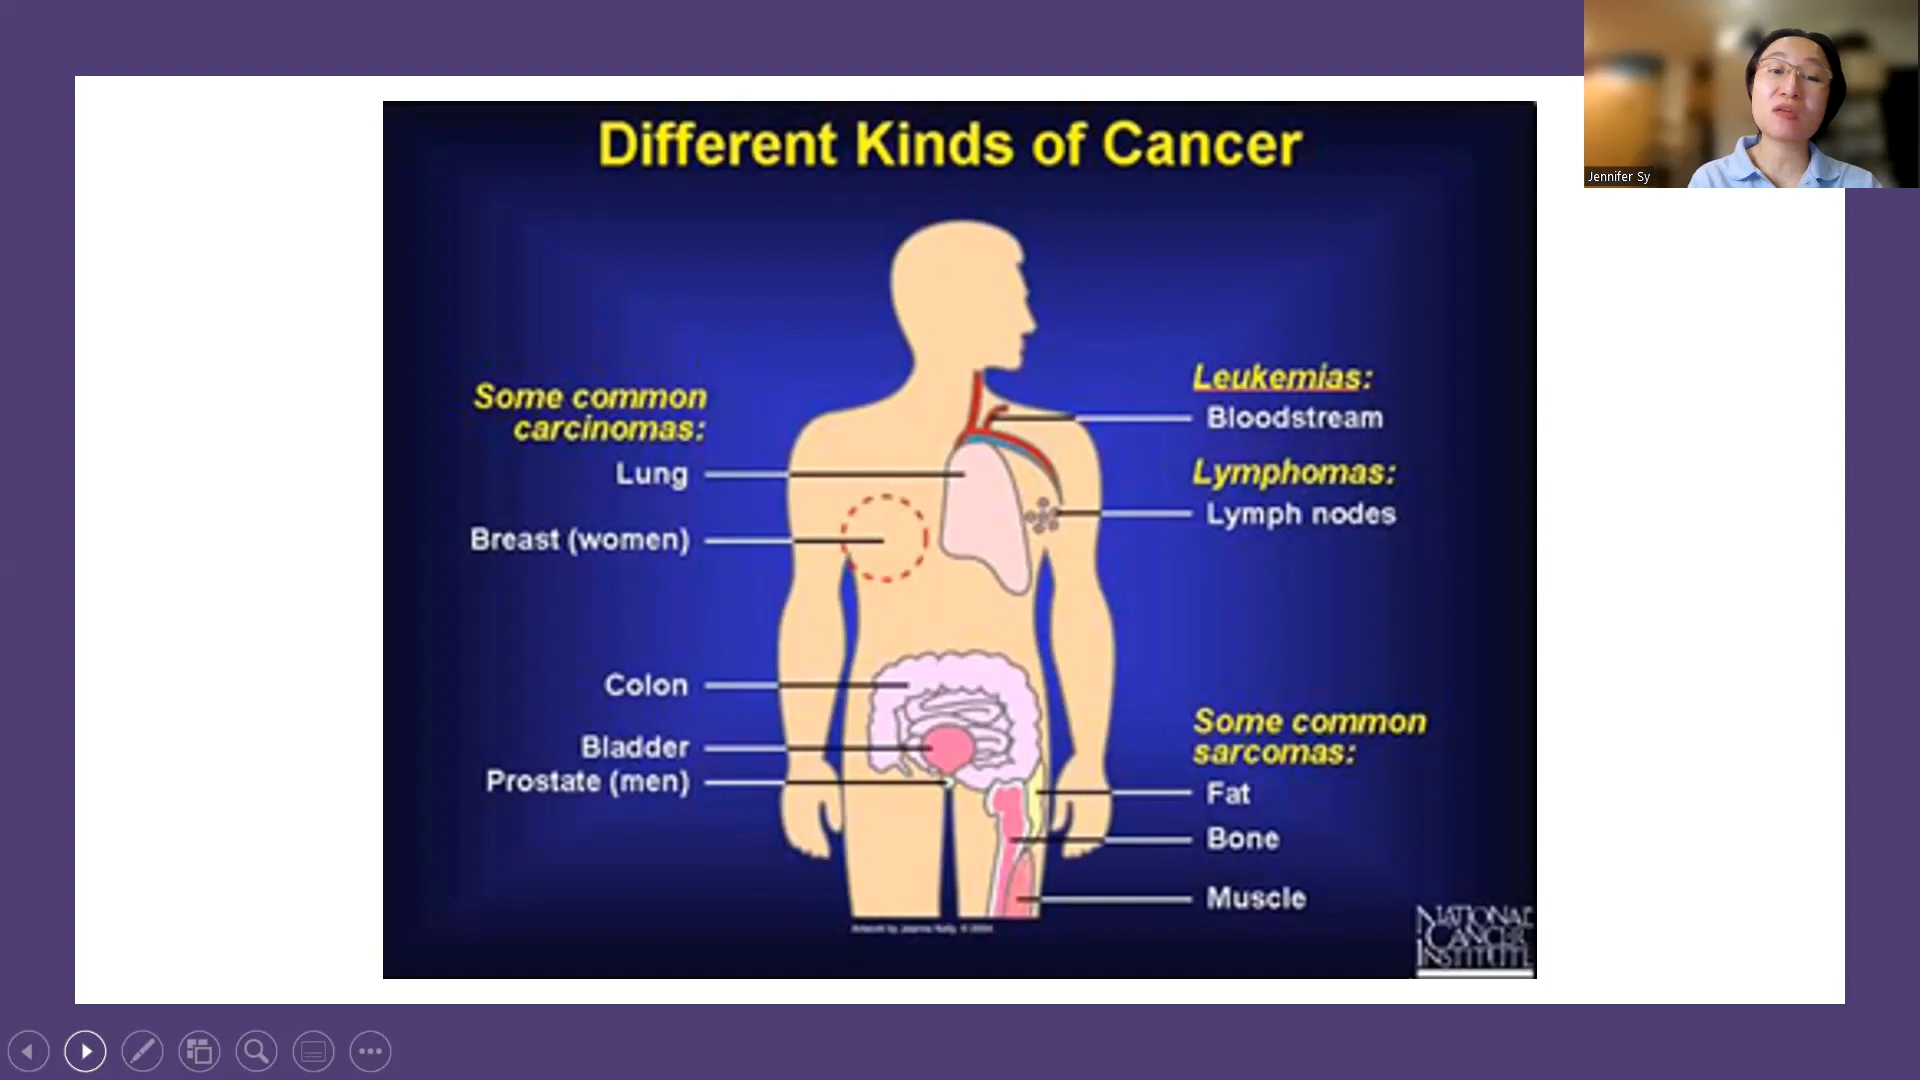 Different Kinds of Cancer
Jennifer Sy
Some common
carcinomas:
Lung
Breast (women)
Colon
Bladder
Prostate (men)
Leukemias:
Bloodstream
Lymphomas:
Lymph nodes
Some common
sarcomas:
Fat
Bone
Muscle
NATIONAL
CANCER
INSTITUTE